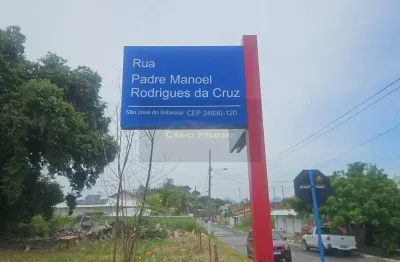 Rua
Padre Manoel
Rodrigues da Cruz
São José do Imbassaí CEP 24930-120